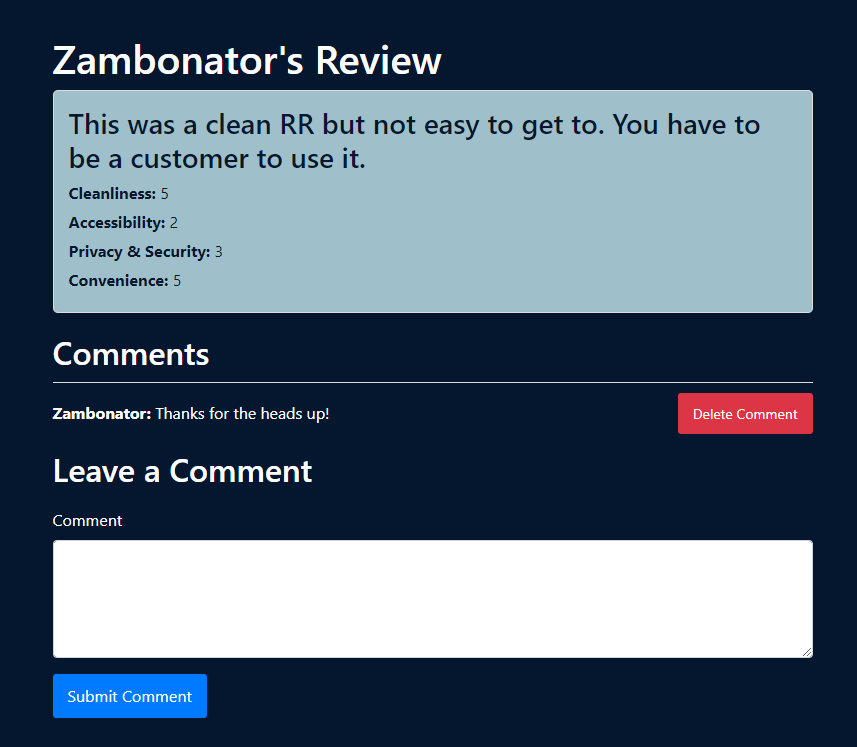 Zambonator's Review
This was a clean RR but not easy to get to. You have to
be a customer to use it.
Cleanliness: 5
Accessibility: 2
Privacy & Security: 3
Convenience: 5
Comments
Zambonator: Thanks for the heads up!
Delete Comment
Leave a Comment
Comment
Submit Comment